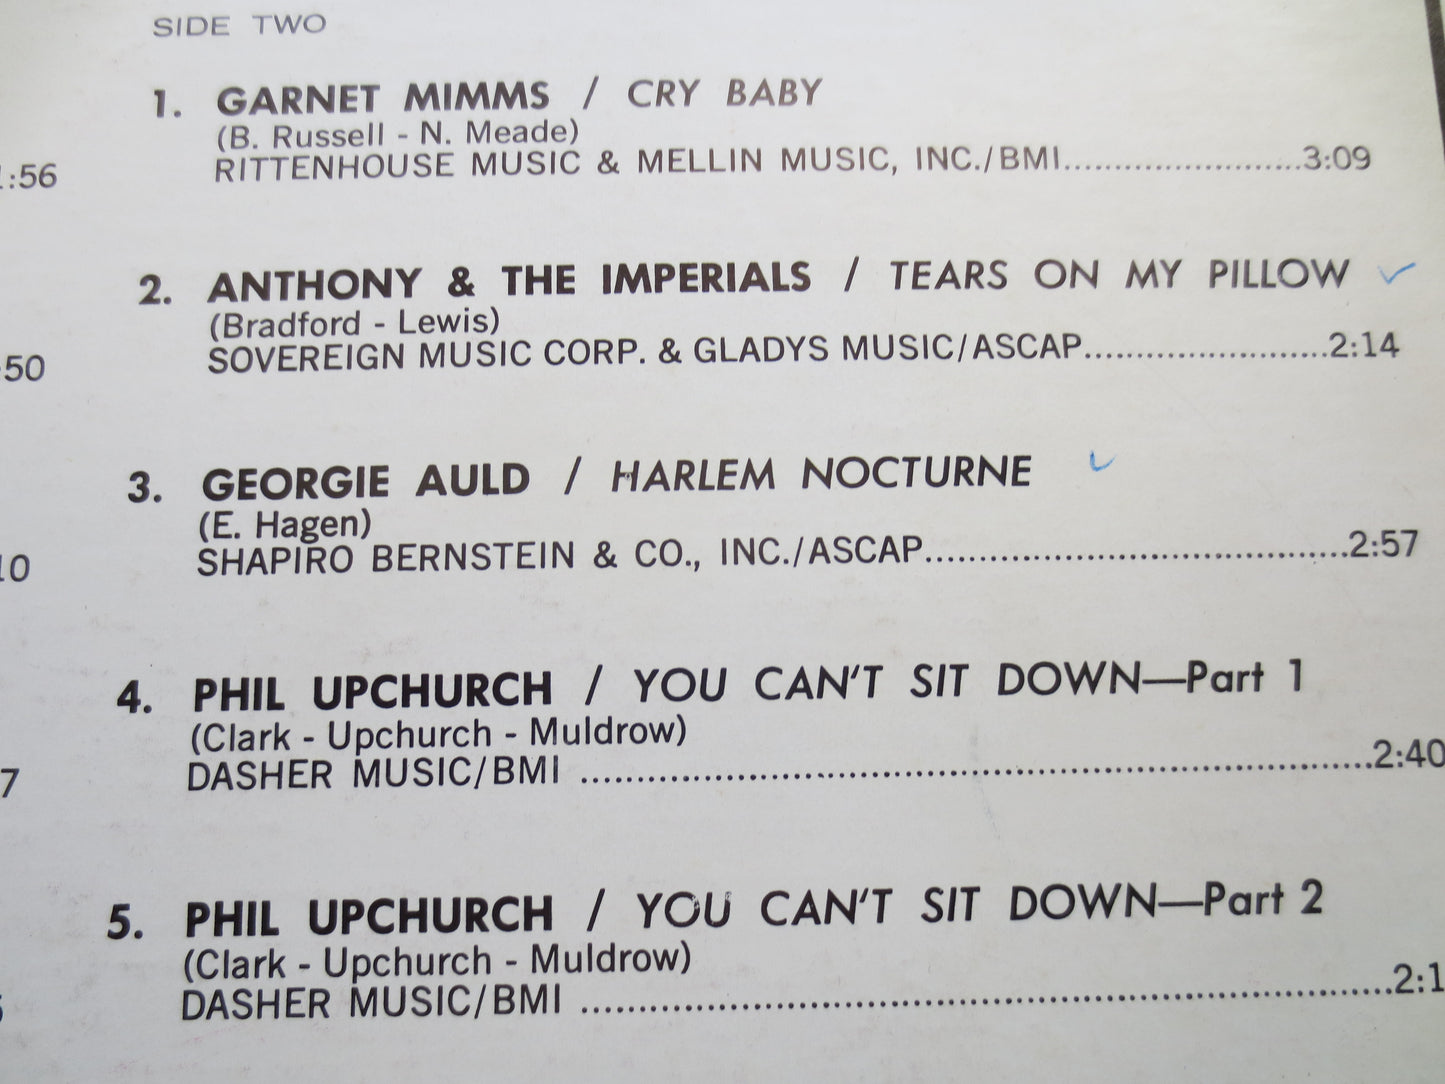 SIDE TWO
1. GARNET MIMMS / CRY BABY
(B. Russell - N. Meade)
RITTENHOUSE MUSIC & MELLIN MUSIC, INC./BMI........................3:09
:56
2. ANTHONY & THE IMPERIALS / TEARS ON MY PILLOW
(Bradford - Lewis)
SOVEREIGN MUSIC CORP. & GLADYS MUSIC/ASCAP.........................2:14
50
3. GEORGIE AULD / HARLEM NOCTURNE
(E. Hagen)
SHAPIRO BERNSTEIN & CO., INC./ASCAP..........................................2:57
10
4. PHIL UPCHURCH / YOU CAN'T SIT DOWN—Part 1
(Clark - Upchurch - Muldrow)
DASHER MUSIC/BMI ..............................................................................2:40
7
5. PHIL UPCHURCH / YOU CAN'T SIT DOWN—Part 2
(Clark - Upchurch - Muldrow)
DASHER MUSIC/BMI ...............................................................................2:1